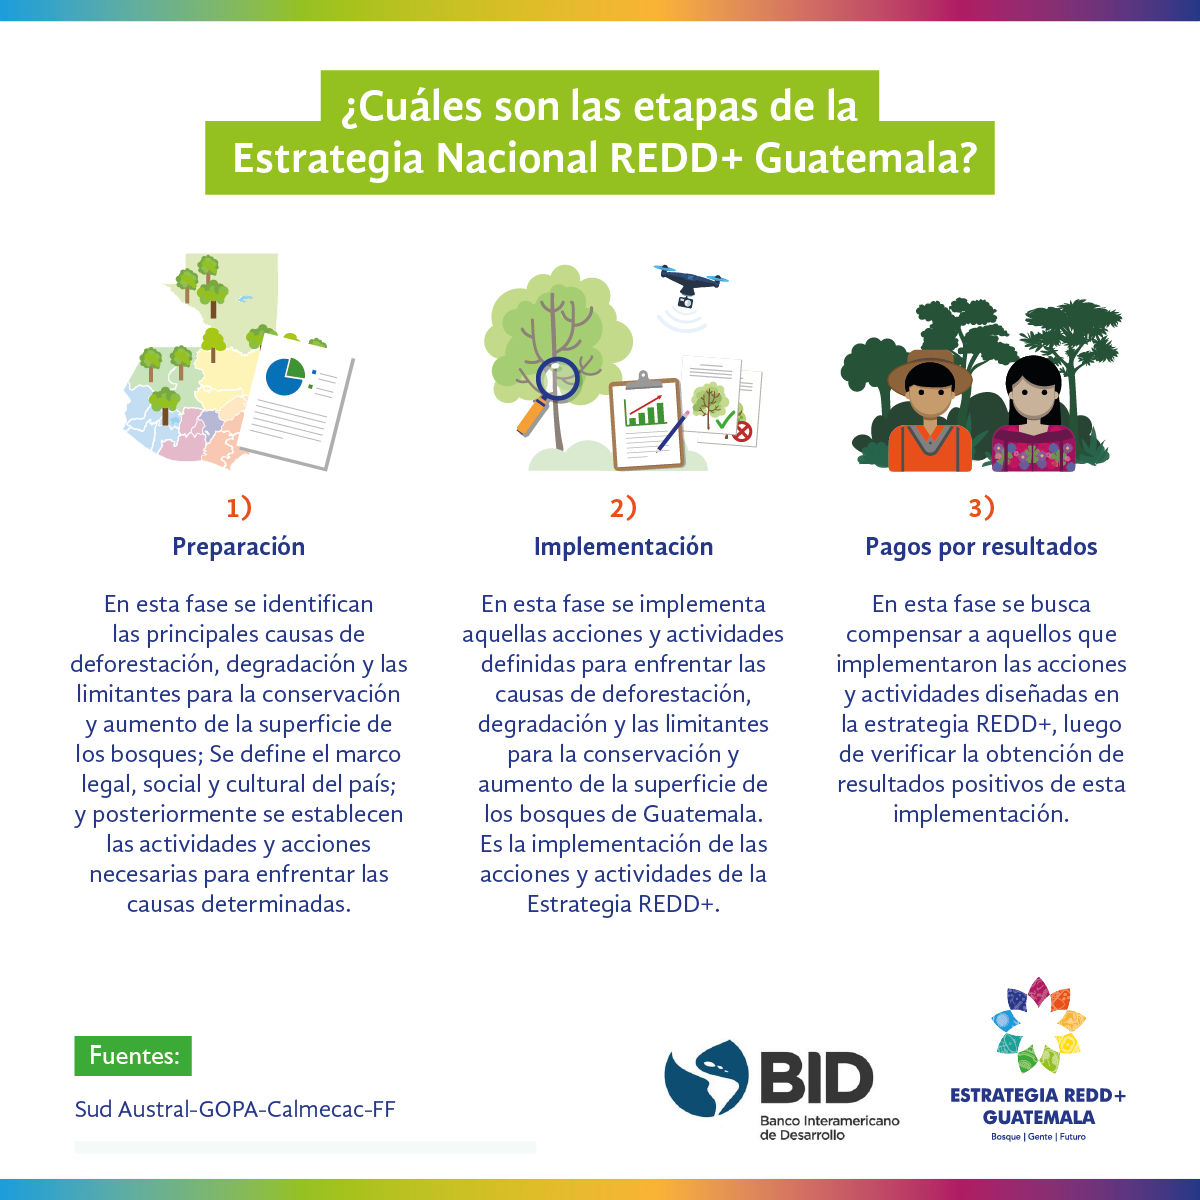 ¿Cuáles son las etapas de la
Estrategia Nacional REDD+ Guatemala?
1)
Preparación
En esta fase se identifican
las principales causas de
deforestación, degradación y las
limitantes para la conservación
y aumento de la superficie de
los bosques; Se define el marco
legal, social y cultural del país;
y posteriormente se establecen
las actividades y acciones
necesarias para enfrentar las
causas determinadas.
2)
Implementación
En esta fase se implementa
aquellas acciones y actividades
definidas para enfrentar las
causas de deforestación,
degradación y las limitantes
para la conservación y
aumento de la superficie de
los bosques de Guatemala.
Es la implementación de las
acciones y actividades de la
Estrategia REDD+.
3)
Pagos por resultados
En esta fase se busca
compensar a aquellos que
implementaron las acciones
y actividades diseñadas en
la estrategia REDD+, luego
de verificar la obtención de
resultados positivos de esta
implementación.
Fuentes:
Sud Austral-GOPA-Calmecac-FF
BID
Banco Interamericano
de Desarrollo
ESTRATEGIA REDD+
GUATEMALA
Bosque | Gente | Futuro